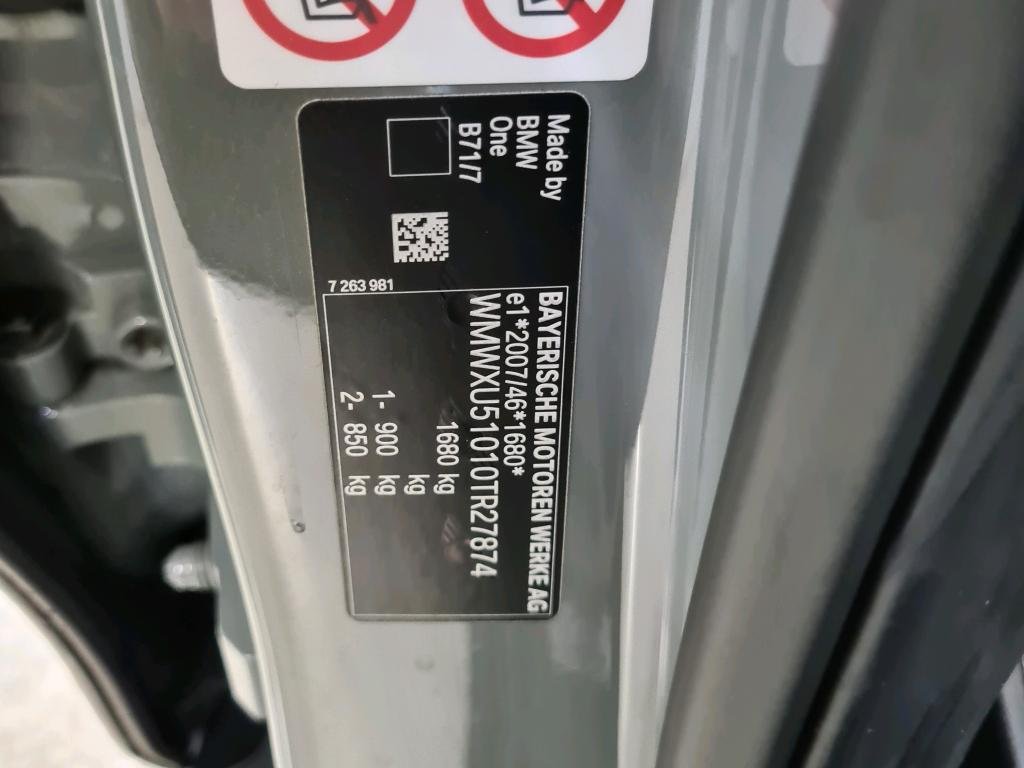 Made by
BMW
One
B71/7
7 263 981
BAYERISCHE MOTOREN WERKE AG
e1*2007/46*1680*
WMWXU51010TR27874
1680 kg
kg
1- 900 kg
2- 850 kg